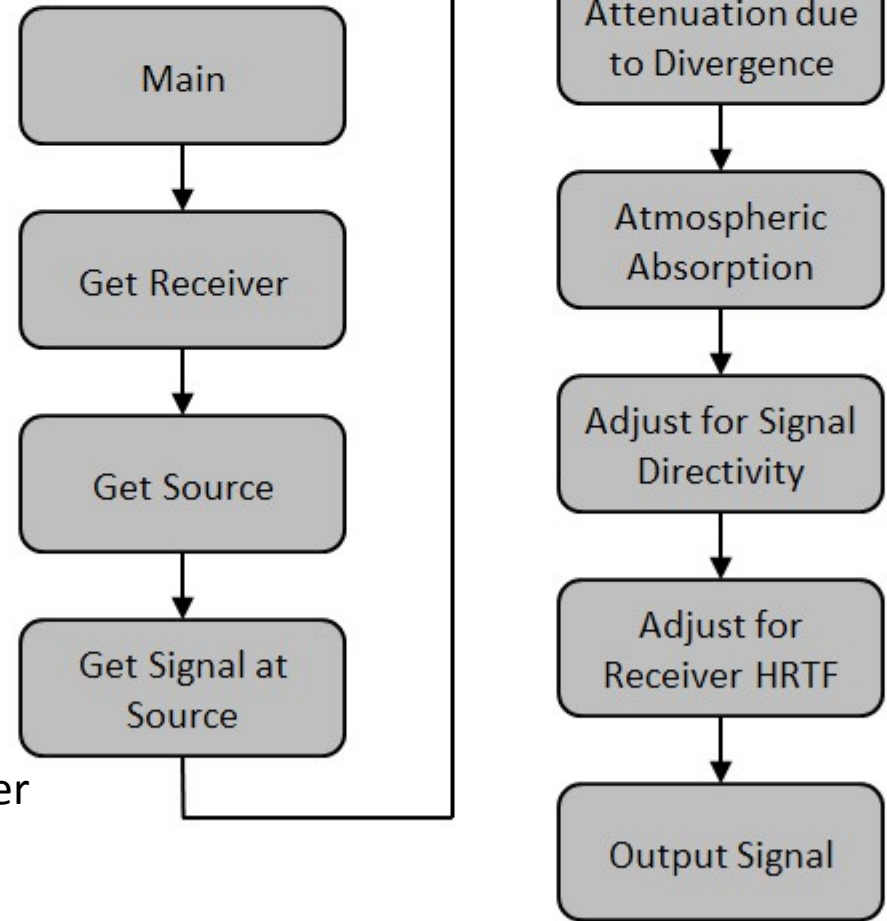 Main
Get Receiver
Get Source
Get Signal at
Source
er
Attenuation due
to Divergence
Atmospheric
Absorption
Adjust for Signal
Directivity
Adjust for
Receiver HRTF
Output Signal